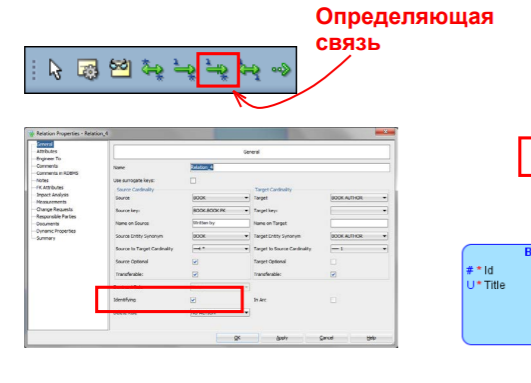 Определяющая
связь
Relation Properties - Relation_4
General
Attributes
Engineer To
Comments
Comments in RDBMS
Notes
FK Attributes
Impact Analysis
Measurements
Change Requests
Responsible Parties
Documents
Dynamic Properties
Summary
General
Name Relation_4
Use surrogate keys:
Source Cardinality Target Cardinality
Source BOOK Target BOOK AUTHOR
Source key: BOOK.BOOK PK Target key:
Name on Source Written by Name on Target
Source Entity Synonym BOOK Target Entity Synonym BOOK AUTHOR
Source to Target Cardinality * Target to Source Cardinality 1
Source Optional Target Optional
Transferable: Transferable:
Identifying In Arc
OK Apply Cancel Help
B
# * Id
U * Title